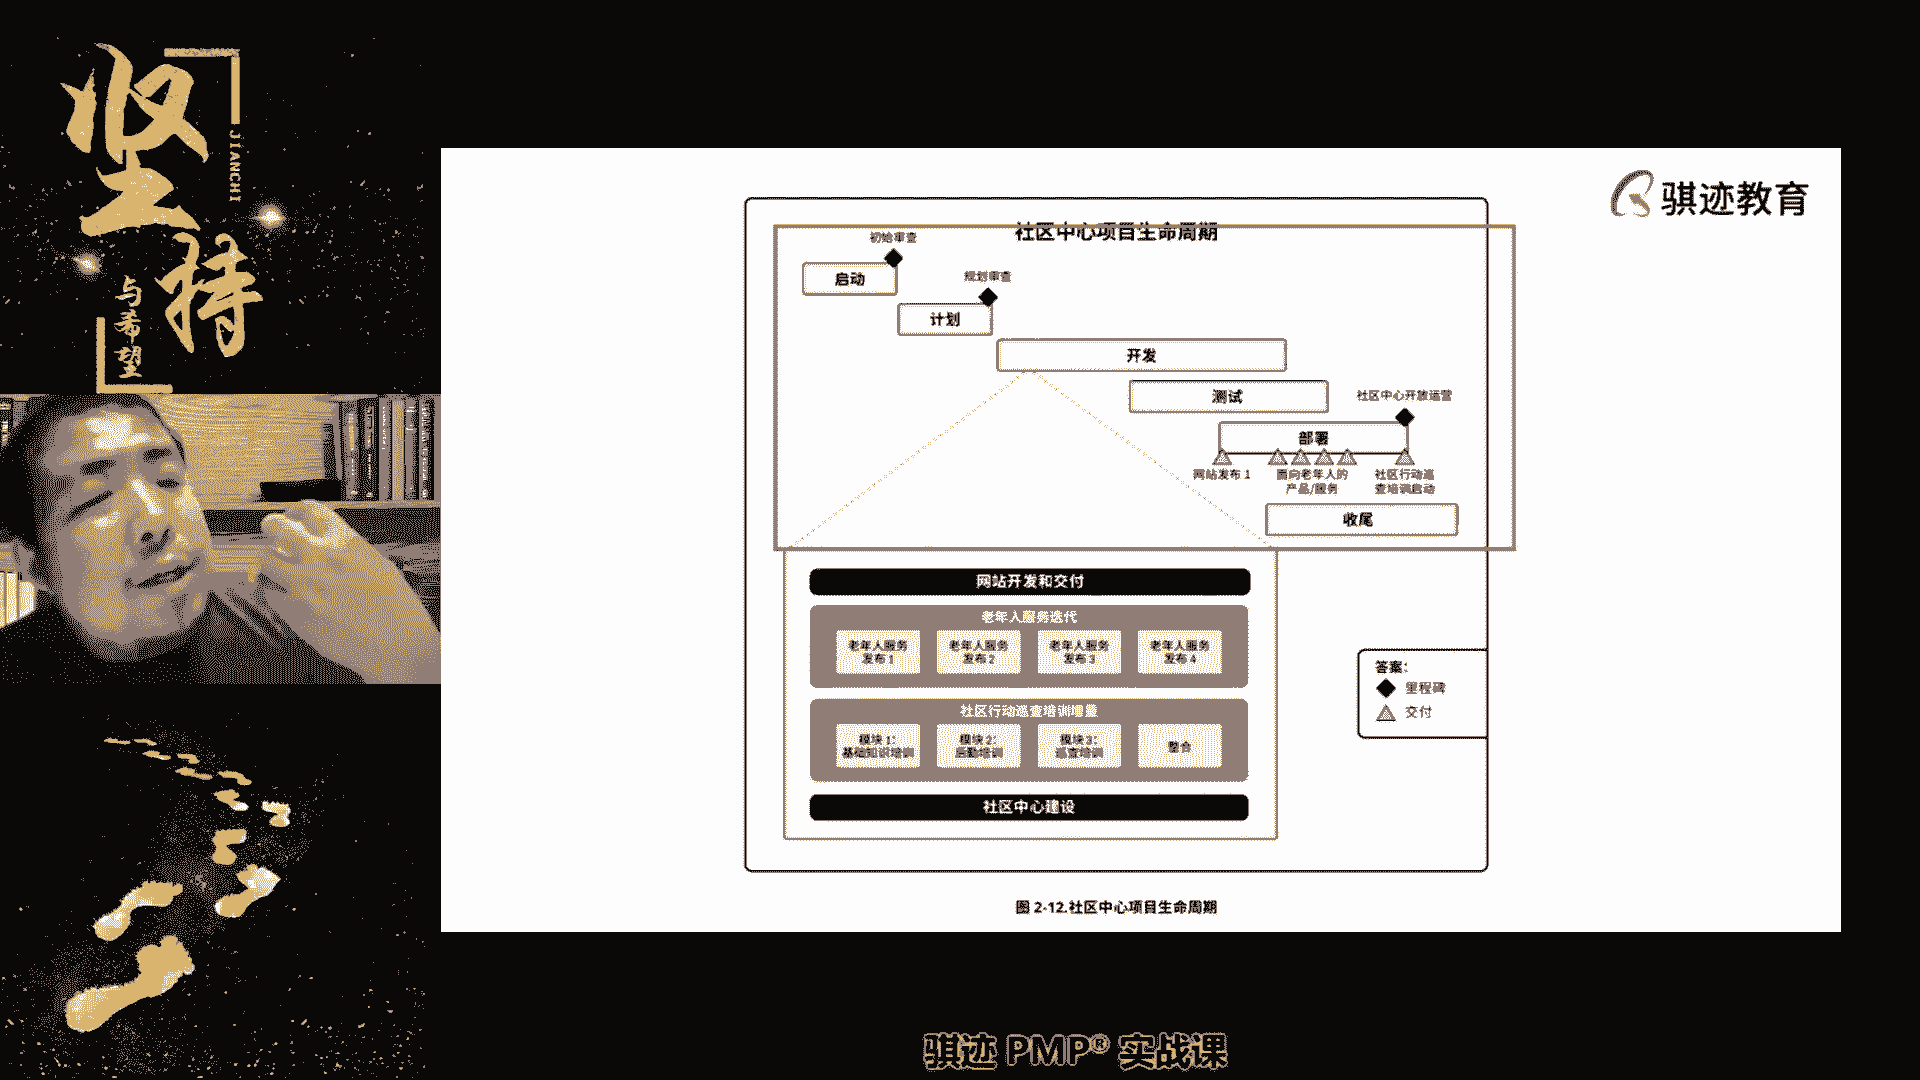 坚持
JIANCHI
与希望
骐迹教育
社区中心项目生命周期
初始审查
启动
规划审查
计划
开发
测试
社区中心开放运营
部署
网站发布 1
面向老年人的
产品/服务
社区行动巡
查培训启动
收尾
网站开发和交付
老年人服务迭代
老年人服务
发布 1
老年人服务
发布 2
老年人服务
发布 3
老年人服务
发布 4
社区行动巡查培训增量
模块 1:
基础知识培训
模块 2:
后勤培训
模块 3:
巡查培训
整合
社区中心建设
答案:
里程碑
交付
图 2-12.社区中心项目生命周期
骐迹 PMP® 实战课